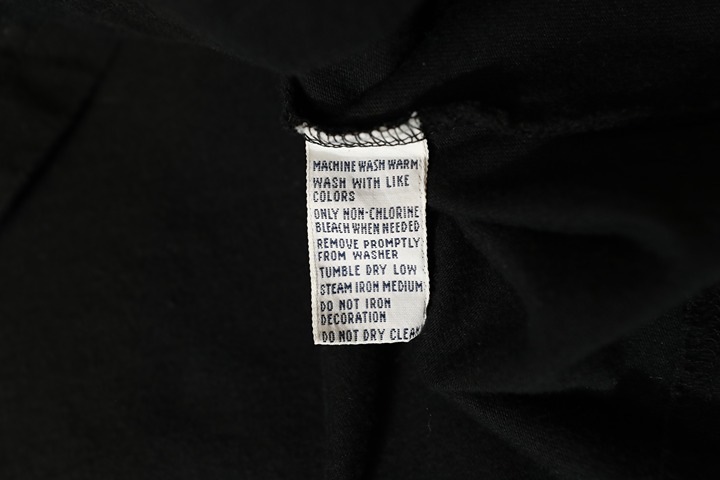 MACHINE WASH WARM
WASH WITH LIKE
COLORS
ONLY NON-CHLORINE
BLEACH WHEN NEEDED
REMOVE PROMPTLY
FROM WASHER
TUMBLE DRY LOW
STEAM IRON MEDIUM
DO NOT IRON
DECORATION
DO NOT DRY CLEAN